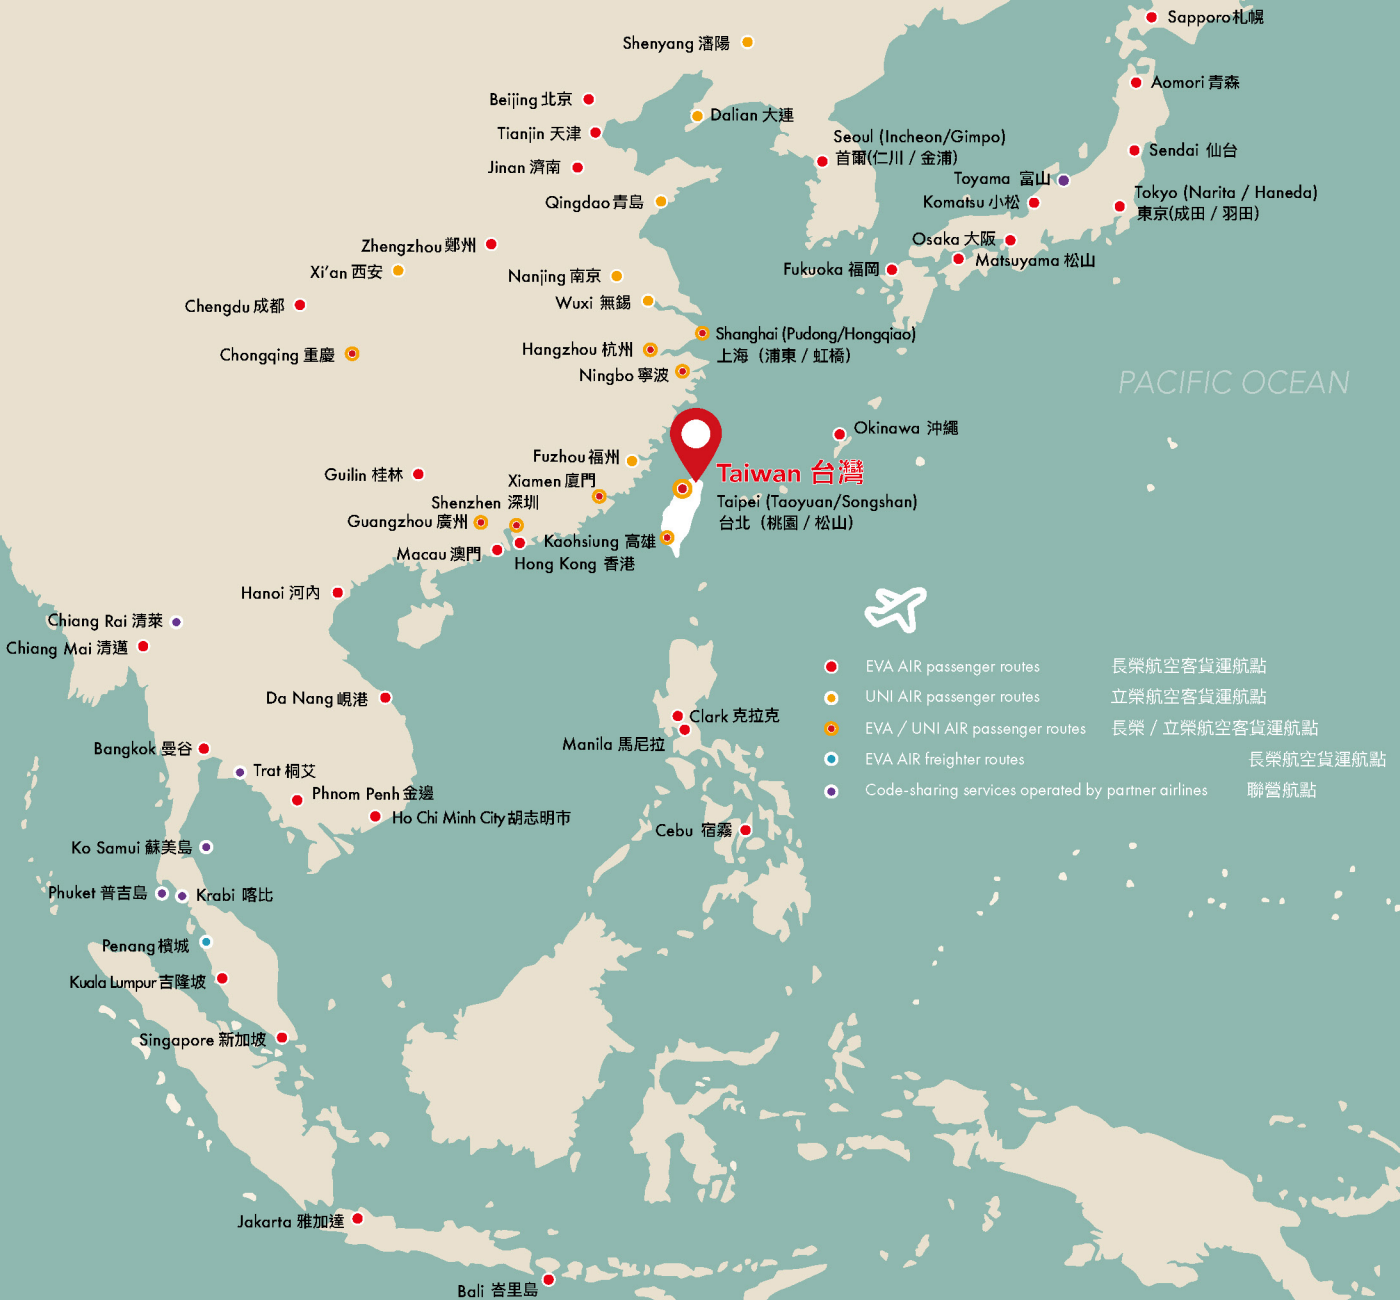 Sapporo札幌
Shenyang 瀋陽
Aomori 青森
Beijing 北京
Dalian 大連
Tianjin 天津
Seoul (Incheon/Gimpo)
首爾(仁川 / 金浦)
Sendai 仙台
Jinan 濟南
Toyama 富山
Tokyo (Narita / Haneda)
東京(成田 / 羽田)
Qingdao 青島
Komatsu 小松
Zhengzhou 鄭州
Osaka 大阪
Matsuyama 松山
Xi'an 西安
Nanjing 南京
Fukuoka 福岡
Wuxi 無錫
Chengdu 成都
Shanghai (Pudong/Hongqiao)
上海（浦東 / 虹橋）
Chongqing 重慶
Hangzhou 杭州
Ningbo 寧波
PACIFIC OCEAN
Okinawa 沖繩
Fuzhou 福州
Guilin 桂林
Taiwan 台灣
Xiamen 廈門
Shenzhen 深圳
Taipei (Taoyuan/Songshan)
台北（桃園 / 松山）
Guangzhou 廣州
Kaohsiung 高雄
Macau 澳門
Hong Kong 香港
Hanoi 河內
Chiang Rai 清萊
Chiang Mai 清邁
EVA AIR passenger routes 長榮航空客貨運航點
UNI AIR passenger routes 立榮航空客貨運航點
EVA / UNI AIR passenger routes 長榮 / 立榮航空客貨運航點
EVA AIR freighter routes 長榮航空貨運航點
Code-sharing services operated by partner airlines 聯營航點
Da Nang 峴港
Clark 克拉克
Manila 馬尼拉
Bangkok 曼谷
Trat 桐艾
Phnom Penh 金邊
Ho Chi Minh City 胡志明市
Cebu 宿霧
Ko Samui 蘇美島
Phuket 普吉島
Krabi 喀比
Penang 檳城
Kuala Lumpur 吉隆坡
Singapore 新加坡
Jakarta 雅加達
Bali 峇里島